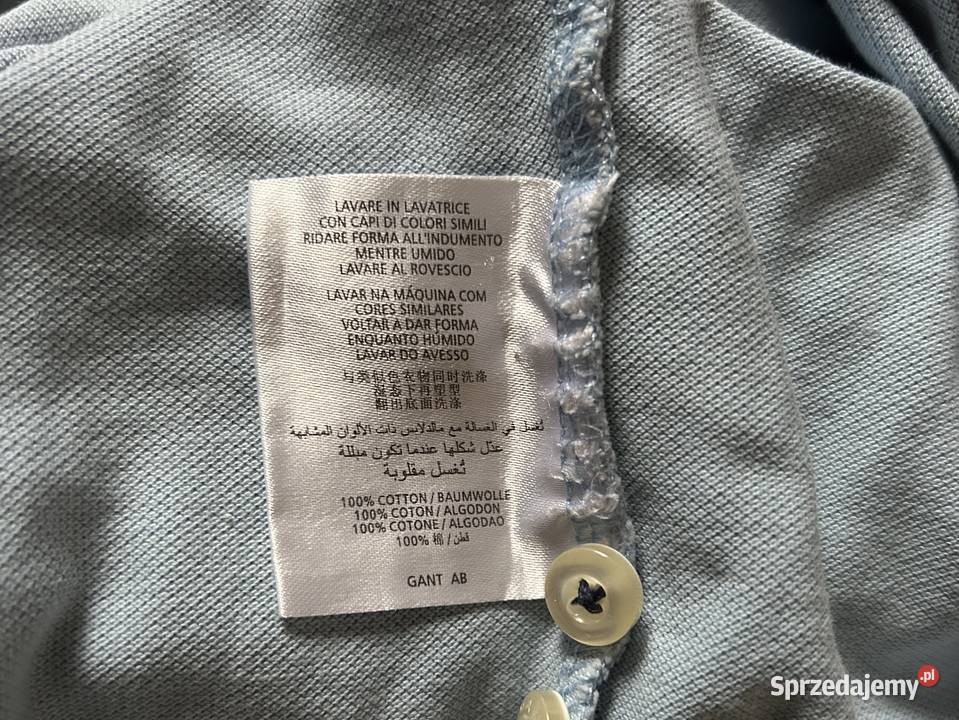 LAVARE IN LAVATRICE
CON CAPI DI COLORI SIMILI
RIDARE FORMA ALL'INDUMENTO
MENTRE UMIDO
LAVARE AL ROVESCIO
LAVAR NA MÁQUINA COM
CORES SIMILARES
VOLTAR A DAR FORMA
ENQUANTO HÚMIDO
LAVAR DO AVESSO
与类似色衣物同时洗涤
湿态下再塑型
翻出底面洗涤
تُغسل في الغسالة مع مالدلابس ذات الألوان المشابهة
عدّل شكلها عندما تكون مبللة
تُغسل مقلوبة
100% COTTON / BAUMWOLLE
100% COTON / ALGODON
100% COTONE / ALGODAO
100% 棉 / قطن
GANT AB
Sprzedajemy.pl